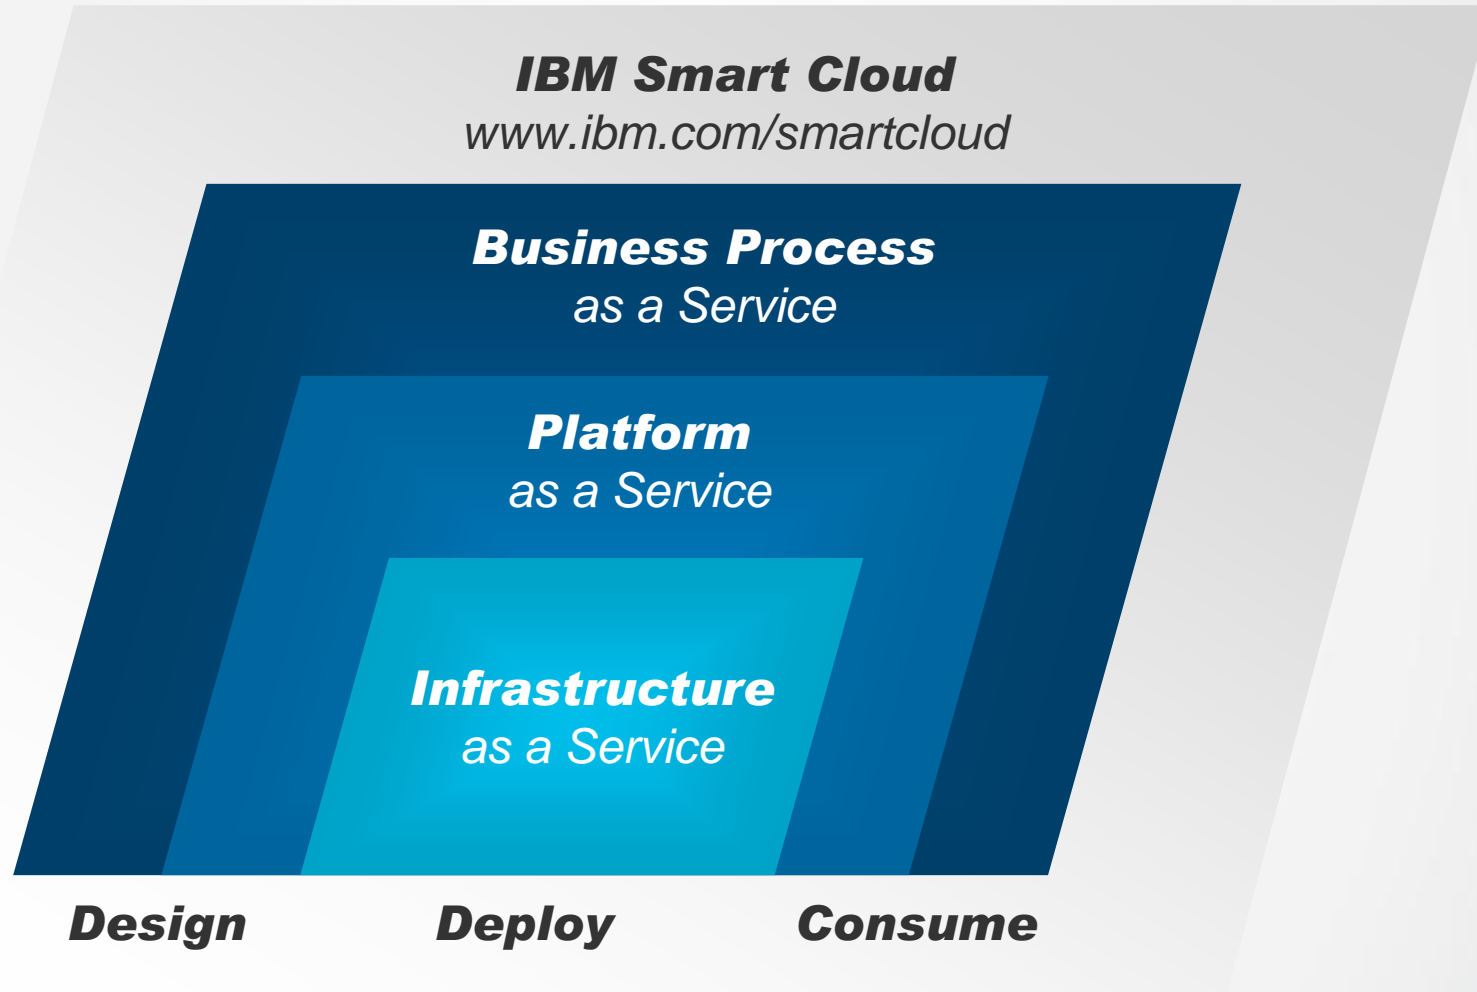 IBM Smart Cloud
www.ibm.com/smartcloud
Business Process
as a Service
Platform
as a Service
Infrastructure
as a Service
Design Deploy Consume